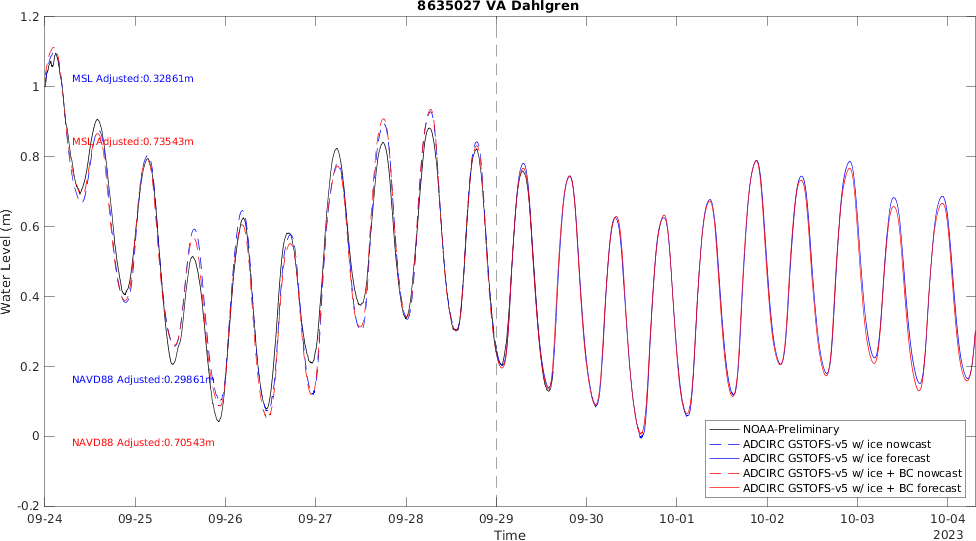 8635027 VA Dahlgren
1.2
1
0.8
0.6
0.4
0.2
0
-0.2
Water Level (m)
MSL Adjusted:0.32861m
MSL Adjusted:0.73543m
NAVD88 Adjusted:0.29861m
NAVD88 Adjusted:0.70543m
NOAA-Preliminary
ADCIRC GSTOFS-v5 w/ ice nowcast
ADCIRC GSTOFS-v5 w/ ice forecast
ADCIRC GSTOFS-v5 w/ ice + BC nowcast
ADCIRC GSTOFS-v5 w/ ice + BC forecast
09-24 09-25 09-26 09-27 09-28 09-29 09-30 10-01 10-02 10-03 10-04
Time
2023